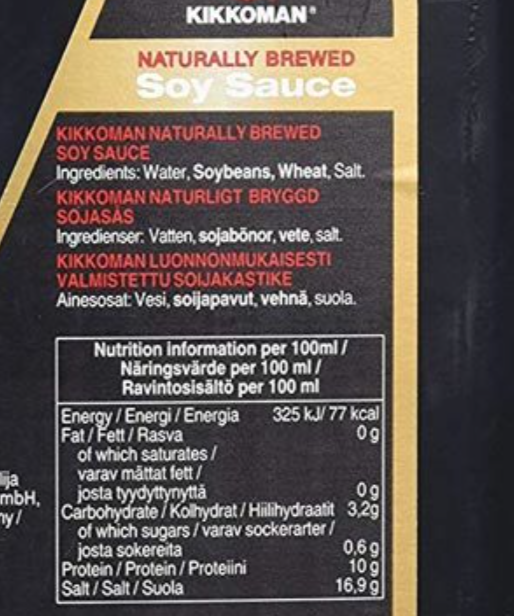 KIKKOMAN®
NATURALLY BREWED
Soy Sauce
KIKKOMAN NATURALLY BREWED
SOY SAUCE
Ingredients: Water, Soybeans, Wheat, Salt.
KIKKOMAN NATURLIGT BRYGGD
SOJASÅS
Ingredienser: Vatten, sojabönor, vete, salt.
KIKKOMAN LUONNONMUKAISESTI
VALMISTETTU SOIJAKASTIKE
Ainesosat: Vesi, soijapavut, vehnä, suola.
Nutrition information per 100ml /
Näringsvärde per 100 ml /
Ravintosisältö per 100 ml
Energy / Energi / Energia 325 kJ/ 77 kcal
Fat / Fett / Rasva 0 g
of which saturates /
varav mättat fett /
josta tyydyttynyttä 0 g
Carbohydrate / Kolhydrat / Hiilihydraatit 3,2g
of which sugars / varav sockerarter /
josta sokereita 0,6 g
Protein / Protein / Proteiini 10 g
Salt / Salt / Suola 16,9 g
lija
mbH,
ny /